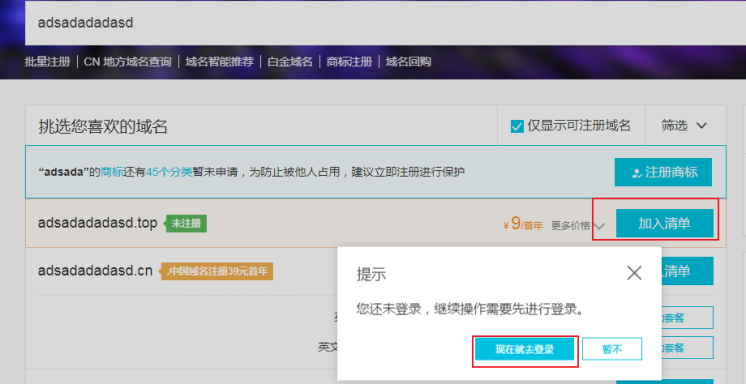 adsadadadasd
批量注册 | CN 地方域名查询 | 域名智能推荐 | 白金域名 | 商标注册 | 域名回购
挑选您喜欢的域名 仅显示可注册域名 筛选
“adsada”的商标还有45个分类暂未申请，为防止被他人占用，建议立即注册进行保护 注册商标
adsadadadasd.top 未注册 ¥9/首年 更多价格 加入清单
adsadadadasd.cn .中国域名注册39元首年 清单
提示
您还未登录，继续操作需要先进行登录。
套餐
现在就去登录 暂不
英文 套餐